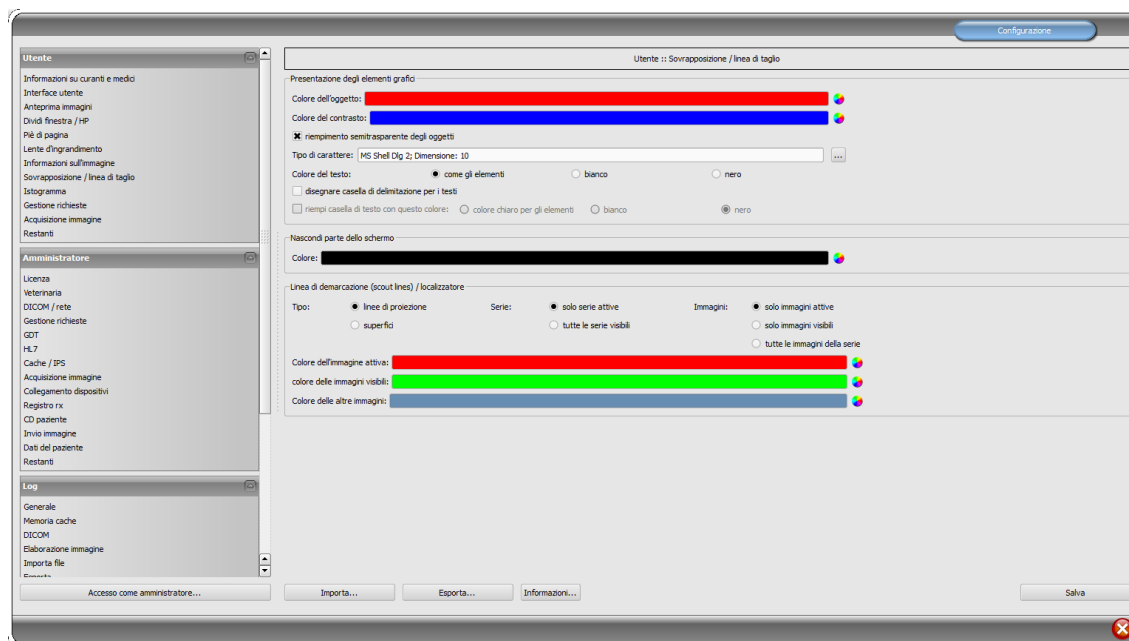 Configurazione
Utente
Informazioni su curanti e medici
Interface utente
Anteprima immagini
Dividi finestra / HP
Piè di pagina
Lente d'ingrandimento
Informazioni sull'immagine
Sovrapposizione / linea di taglio
Istogramma
Gestione richieste
Acquisizione immagine
Restanti
Amministratore
Licenza
Veterinaria
DICOM / rete
Gestione richieste
GDT
HL7
Cache / IPS
Acquisizione immagine
Collegamento dispositivi
Registro rx
CD paziente
Invio immagine
Dati del paziente
Restanti
Log
Generale
Memoria cache
DICOM
Elaborazione immagine
Importa file
Esporta
Accesso come amministratore...
Utente :: Sovrapposizione / linea di taglio
Presentazione degli elementi grafici
Colore dell'oggetto:
Colore del contrasto:
riempimento semitrasparente degli oggetti
Tipo di carattere: MS Shell Dlg 2; Dimensione: 10 ...
Colore del testo: come gli elementi bianco nero
disegnare casella di delimitazione per i testi
riempi casella di testo con questo colore: colore chiaro per gli elementi bianco nero
Nascondi parte dello schermo
Colore:
Linea di demarcazione (scout lines) / localizzatore
Tipo: linee di proiezione Serie: solo serie attive Immagini: solo immagini attive
superfici tutte le serie visibili solo immagini visibili
tutte le immagini della serie
Colore dell'immagine attiva:
colore delle immagini visibili:
Colore delle altre immagini:
Importa... Esporta... Informazioni... Salva